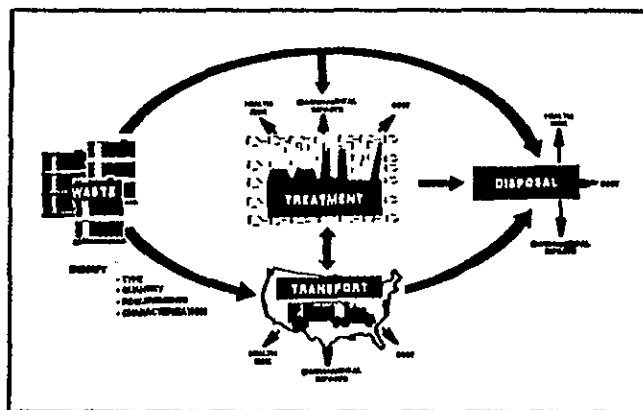 HEALTH
RISK
ENVIRONMENTAL
IMPACTS
COST
WASTE
TREATMENT
HEALTH
RISK
DISPOSAL
COST
ENVIRONMENTAL
IMPACTS
• TYPE
• QUANTITY
• CHARACTERIZATION
TRANSPORT
HEALTH
RISK
ENVIRONMENTAL
IMPACTS
COST